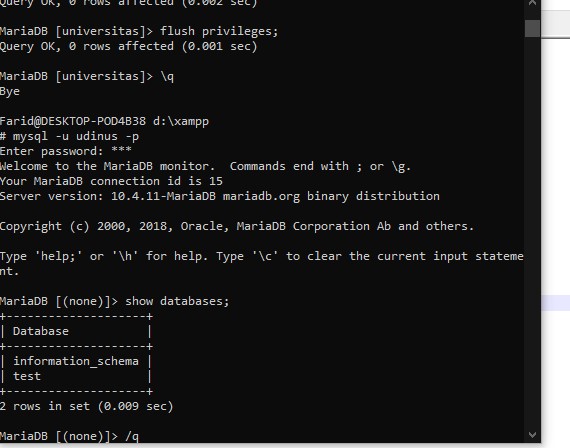 Query OK, 0 rows affected (0.002 sec)
MariaDB [universitas]> flush privileges;
Query OK, 0 rows affected (0.001 sec)
MariaDB [universitas]> \q
Bye
Farid@DESKTOP-POD4B38 d:\xampp
# mysql -u udinus -p
Enter password: ***
Welcome to the MariaDB monitor.  Commands end with ; or \g.
Your MariaDB connection id is 15
Server version: 10.4.11-MariaDB mariadb.org binary distribution
Copyright (c) 2000, 2018, Oracle, MariaDB Corporation Ab and others.
Type 'help;' or '\h' for help. Type '\c' to clear the current input stateme
nt.
MariaDB [(none)]> show databases;
+--------------------+
| Database           |
+--------------------+
| information_schema |
| test               |
+--------------------+
2 rows in set (0.009 sec)
MariaDB [(none)]> /q